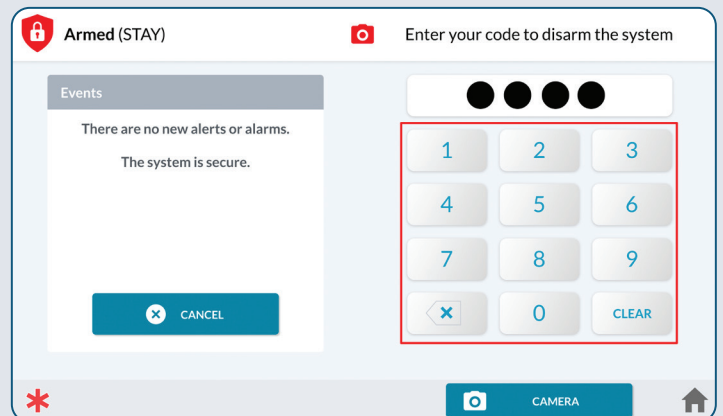 Armed (STAY)
Enter your code to disarm the system
Events
There are no new alerts or alarms.
The system is secure.
CANCEL
1 2 3
4 5 6
7 8 9
0 CLEAR
CAMERA